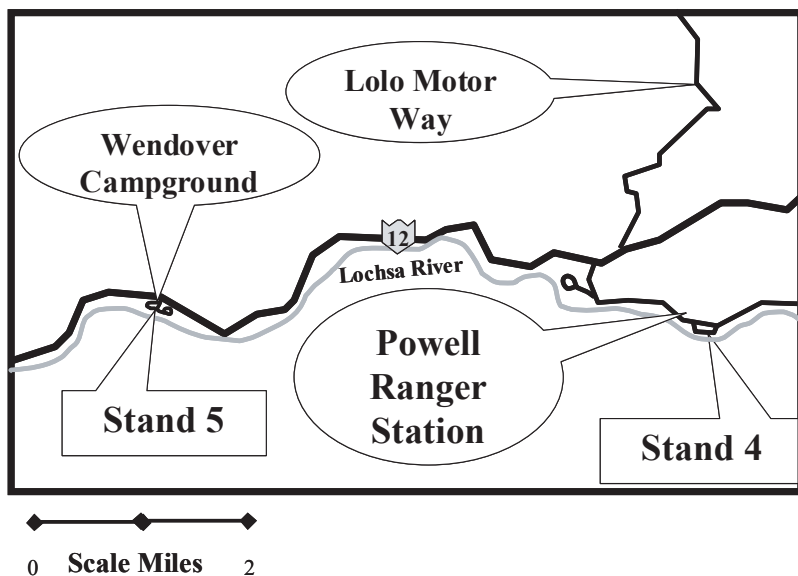 Lolo Motor
Way
Wendover
Campground
12
Lochsa River
Powell
Ranger
Station
Stand 5
Stand 4
0 Scale Miles 2